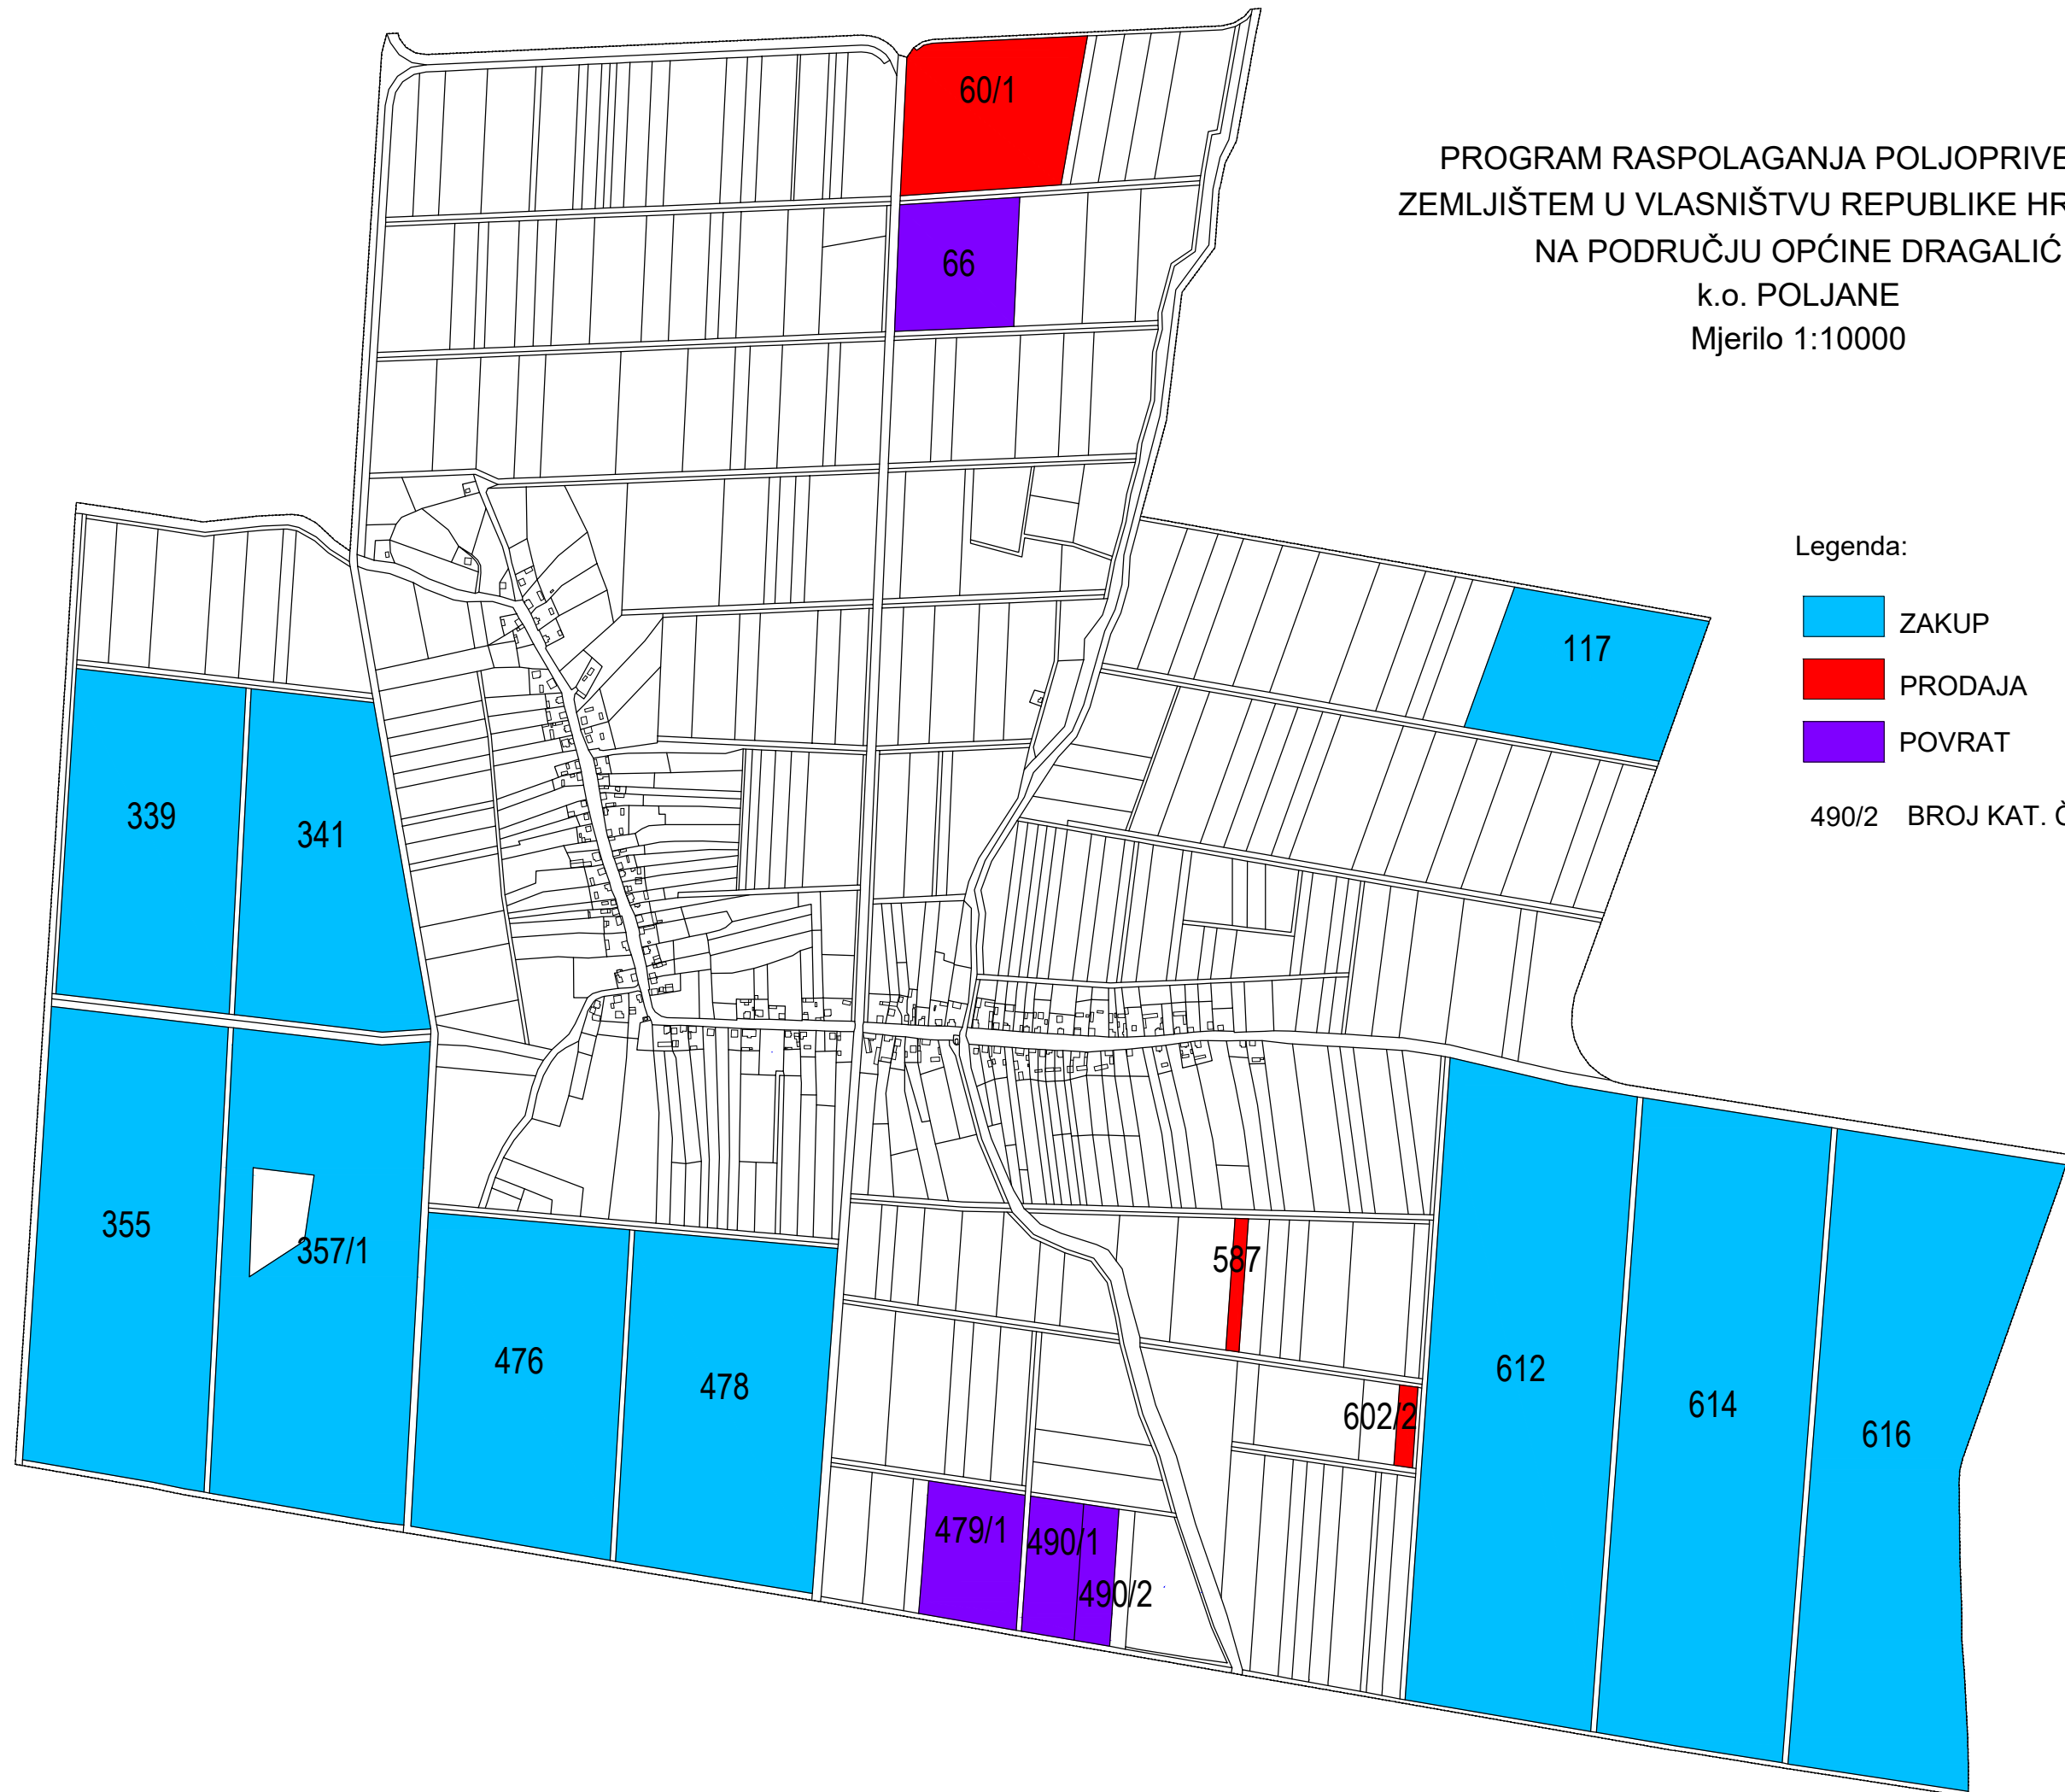 60/1
PROGRAM RASPOLAGANJA
ZEMLJIŠTEM U VLASNIŠTVU REPUBLIKE
NA PODRUČJU OPĆINE DRAGALIĆ
k.o. POLJANE
Mjerilo 1:10000
66
Legenda:
ZAKUP
PRODAJA
POVRAT
490/2 BROJ KAT.
117
339
341
355
357/1
476
478
587
602/2
612
614
616
479/1
490/1
490/2